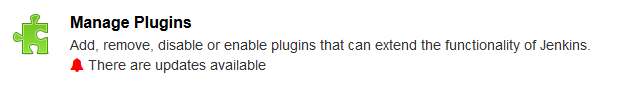 Manage Plugins
Add, remove, disable or enable plugins that can extend the functionality of Jenkins.
There are updates available